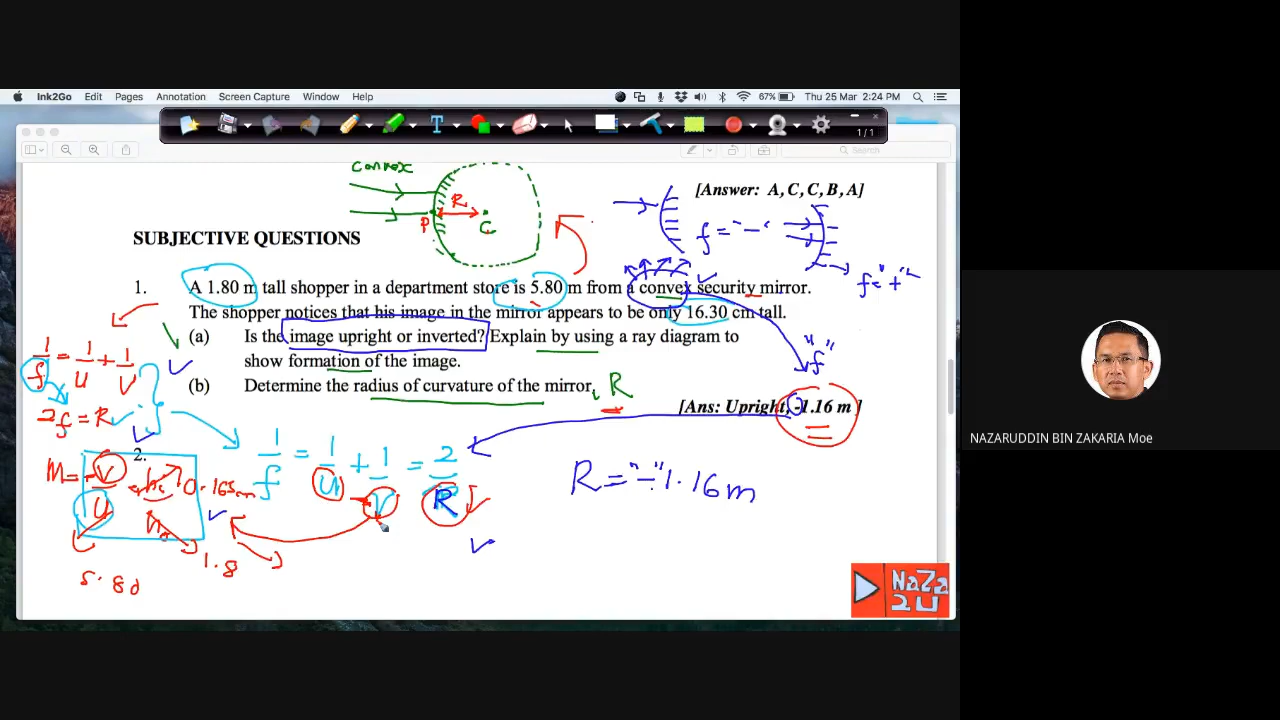 Ink2Go Edit Pages Annotation Screen Capture Window Help 67% Thu 25 Mar 2:24 PM
1 / 1
Search
convex
[Answer: A, C, C, B, A]
R
P
C
f = "-"
SUBJECTIVE QUESTIONS
1. A 1.80 m tall shopper in a department store is 5.80 m from a convex security mirror.
The shopper notices that his image in the mirror appears to be only 16.30 cm tall.
(a) Is the image upright or inverted? Explain by using a ray diagram to
show formation of the image.
(b) Determine the radius of curvature of the mirror.
R
"f"
[Ans: Upright, -1.16 m ]
1/f = 1/u + 1/v
2f = R
2.
1/f = 1/u + 1/v = 2/R
R = "-"1.16m
1.8
5.80
NaZa
2U
NAZARUDDIN BIN ZAKARIA Moe